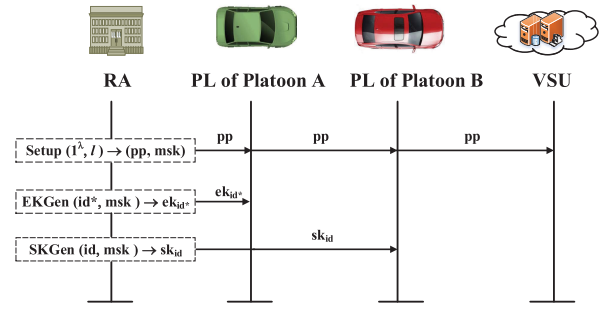 RA
PL of Platoon A
PL of Platoon B
VSU
Setup (1^λ, l) → (pp, msk)
pp
pp
pp
EKGen (id*, msk ) → ek_id*
ek_id*
SKGen (id, msk ) → sk_id
sk_id